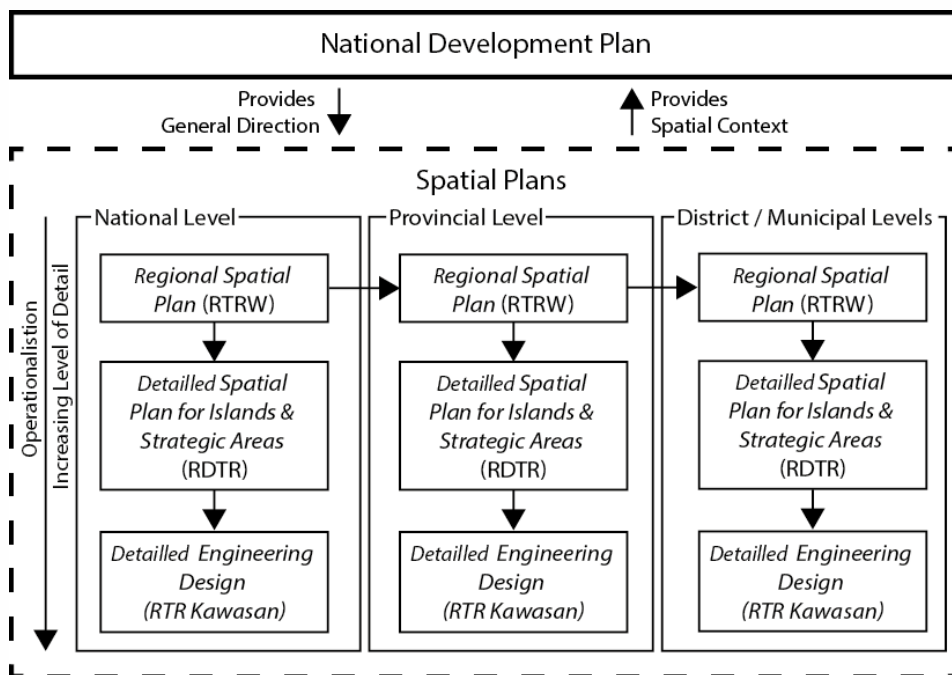 National Development Plan
Provides
General Direction
Provides
Spatial Context
Spatial Plans
Operationalistion
Increasing Level of Detail
National Level
Regional Spatial
Plan (RTRW)
Detailled Spatial
Plan for Islands &
Strategic Areas
(RDTR)
Detailled Engineering
Design
(RTR Kawasan)
Provincial Level
Regional Spatial
Plan (RTRW)
Detailled Spatial
Plan for Islands &
Strategic Areas
(RDTR)
Detailled Engineering
Design
(RTR Kawasan)
District / Municipal Levels
Regional Spatial
Plan (RTRW)
Detailled Spatial
Plan for Islands &
Strategic Areas
(RDTR)
Detailled Engineering
Design
(RTR Kawasan)